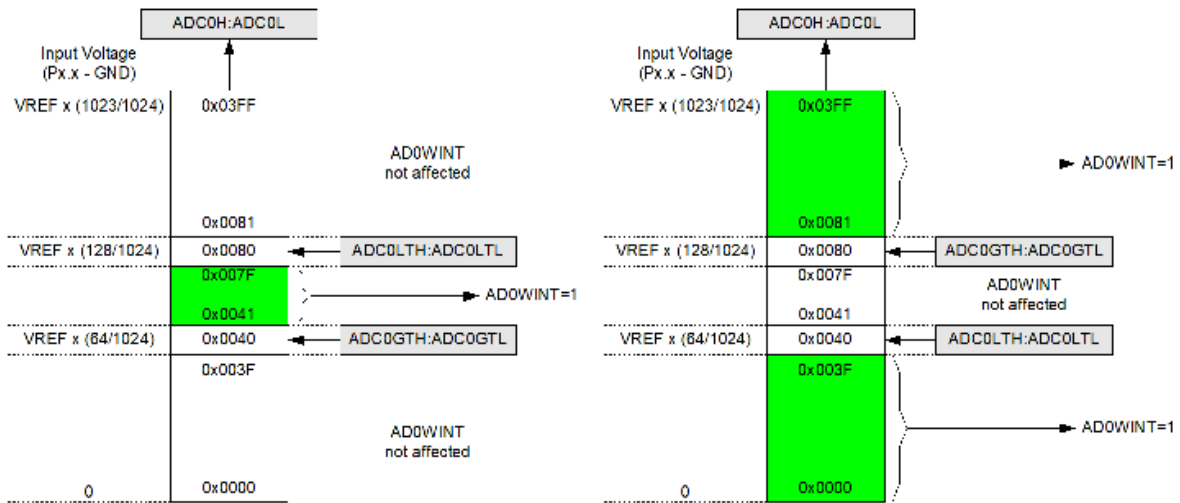 ADC0H:ADC0L
Input Voltage
(Px.x - GND)
VREF x (1023/1024)
0x03FF
AD0WINT
not affected
0x0081
VREF x (128/1024)
0x0080
ADC0LTH:ADC0LTL
0x007F
AD0WINT=1
0x0041
VREF x (64/1024)
0x0040
ADC0GTH:ADC0GTL
0x003F
AD0WINT
not affected
0
0x0000
ADC0H:ADC0L
Input Voltage
(Px.x - GND)
VREF x (1023/1024)
0x03FF
AD0WINT=1
0x0081
VREF x (128/1024)
0x0080
ADC0GTH:ADC0GTL
0x007F
AD0WINT
not affected
0x0041
VREF x (64/1024)
0x0040
ADC0LTH:ADC0LTL
0x003F
AD0WINT=1
0
0x0000